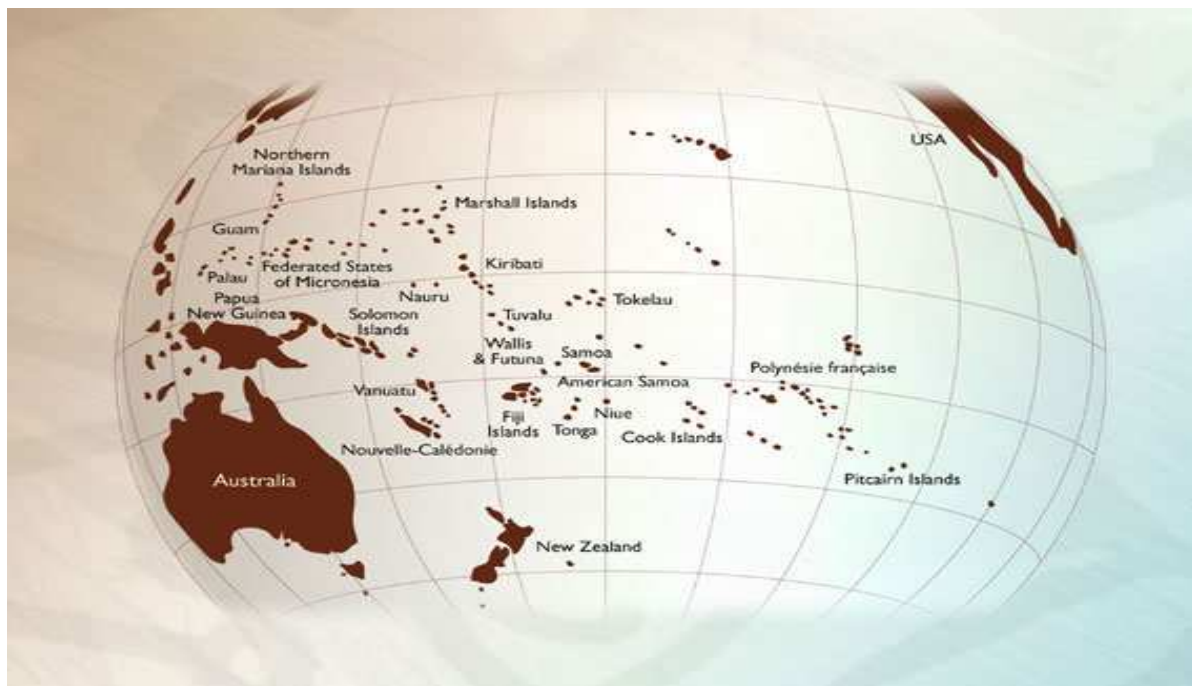 USA
Northern
Mariana Islands
Marshall Islands
Guam
Federated States
of Micronesia
Palau
Kiribati
Nauru
Tokelau
Papua
New Guinea
Solomon
Islands
Tuvalu
Wallis
& Futuna
Samoa
Polynésie française
American Samoa
Vanuatu
Fiji
Islands
Tonga
Niue
Cook Islands
Nouvelle-Calédonie
Australia
Pitcairn Islands
New Zealand